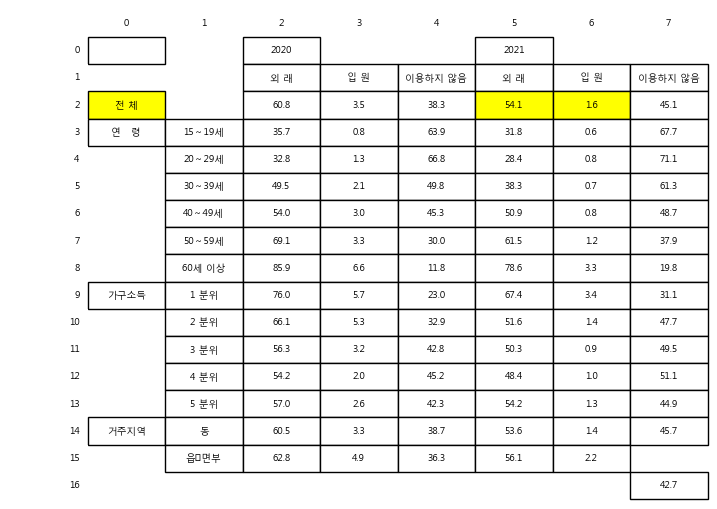 0 1 2 3 4 5 6 7
0 2020 2021
1 외 래 입 원 이용하지 않음 외 래 입 원 이용하지 않음
2 전 체 60.8 3.5 38.3 54.1 1.6 45.1
3 연 령 15~19세 35.7 0.8 63.9 31.8 0.6 67.7
4 20~29세 32.8 1.3 66.8 28.4 0.8 71.1
5 30~39세 49.5 2.1 49.8 38.3 0.7 61.3
6 40~49세 54.0 3.0 45.3 50.9 0.8 48.7
7 50~59세 69.1 3.3 30.0 61.5 1.2 37.9
8 60세 이상 85.9 6.6 11.8 78.6 3.3 19.8
9 가구소득 1 분위 76.0 5.7 23.0 67.4 3.4 31.1
10 2 분위 66.1 5.3 32.9 51.6 1.4 47.7
11 3 분위 56.3 3.2 42.8 50.3 0.9 49.5
12 4 분위 54.2 2.0 45.2 48.4 1.0 51.1
13 5 분위 57.0 2.6 42.3 54.2 1.3 44.9
14 거주지역 동 60.5 3.3 38.7 53.6 1.4 45.7
15 읍□면부 62.8 4.9 36.3 56.1 2.2
16 42.7